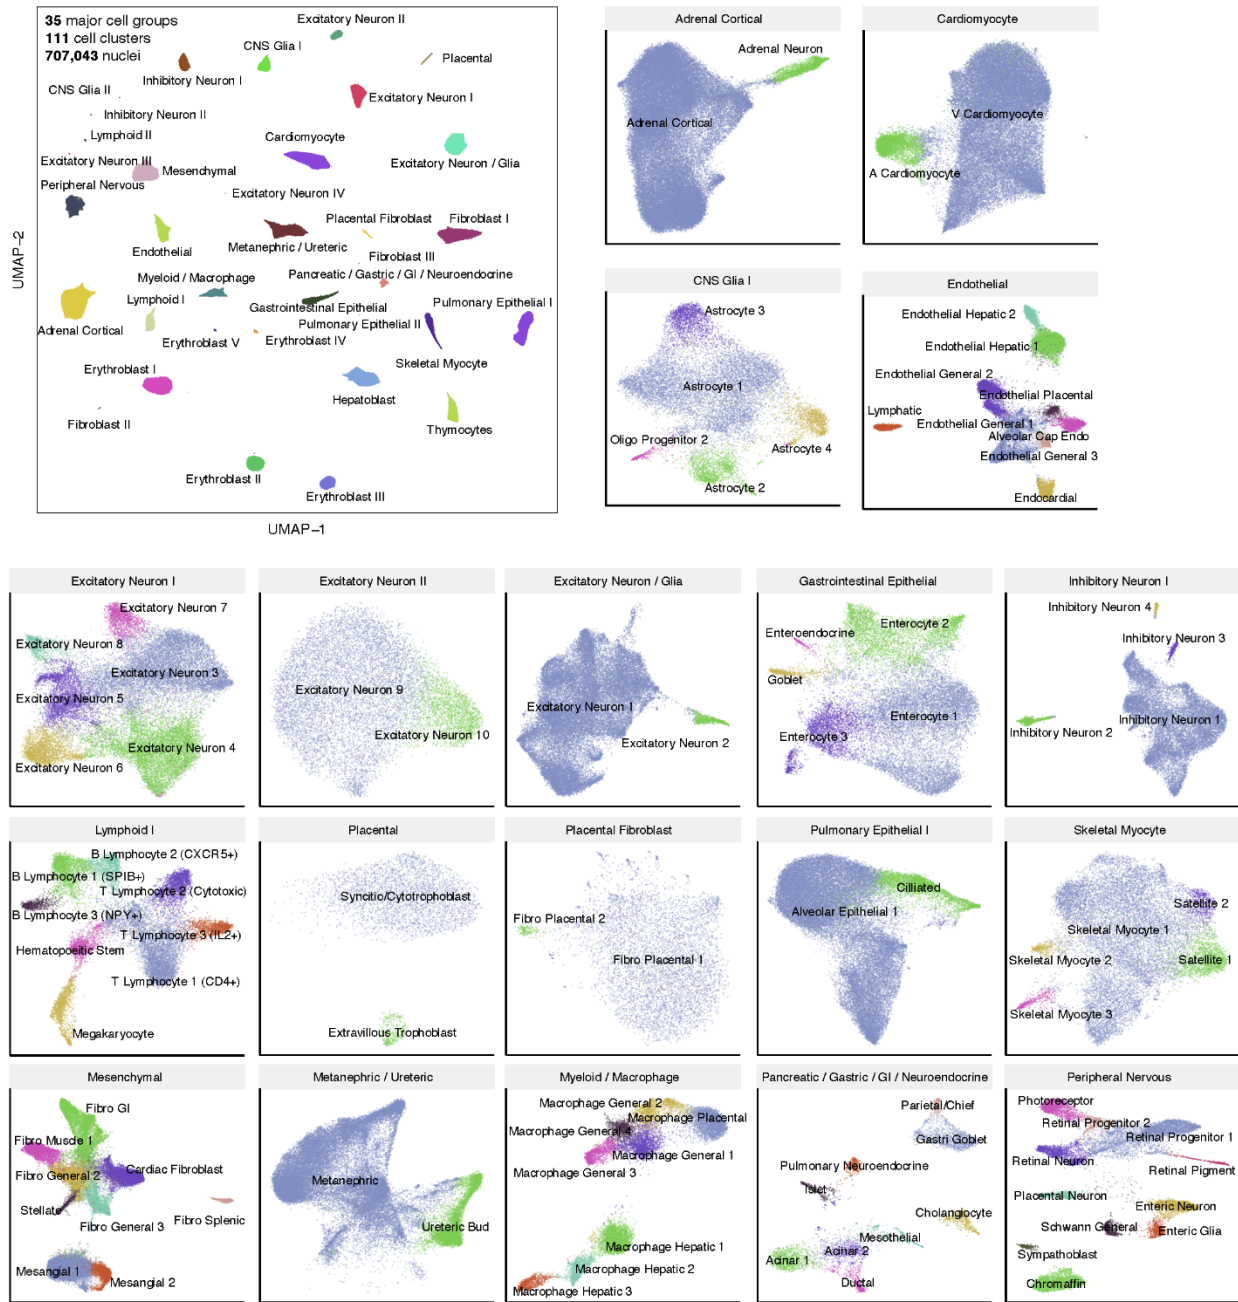 35 major cell groups
111 cell clusters
707,043 nuclei
Excitatory Neuron II
CNS Glia I
Placental
Inhibitory Neuron I
CNS Glia II
Excitatory Neuron I
Inhibitory Neuron II
Lymphoid II
Cardiomyocyte
Excitatory Neuron III
Mesenchymal
Excitatory Neuron / Glia
Peripheral Nervous
Excitatory Neuron IV
Placental Fibroblast
Fibroblast I
Endothelial
Metanephric / Ureteric
Fibroblast III
Myeloid / Macrophage
Pancreatic / Gastric / GI / Neuroendocrine
Lymphoid I
Gastrointestinal Epithelial
Pulmonary Epithelial I
Adrenal Cortical
Pulmonary Epithelial II
Erythroblast V
Erythroblast IV
Skeletal Myocyte
Erythroblast I
Hepatoblast
Fibroblast II
Thymocytes
Erythroblast II
Erythroblast III
UMAP-2
UMAP-1
Adrenal Cortical
Adrenal Neuron
Adrenal Cortical
Cardiomyocyte
V Cardiomyocyte
A Cardiomyocyte
CNS Glia I
Astrocyte 3
Astrocyte 1
Oligo Progenitor 2
Astrocyte 4
Astrocyte 2
Endothelial
Endothelial Hepatic 2
Endothelial Hepatic 1
Endothelial General 2
Endothelial Placental
Lymphatic
Endothelial General 1
Alveolar Cap Endo
Endothelial General 3
Endocardial
Excitatory Neuron I
Excitatory Neuron 7
Excitatory Neuron 8
Excitatory Neuron 3
Excitatory Neuron 5
Excitatory Neuron 4
Excitatory Neuron 6
Excitatory Neuron II
Excitatory Neuron 9
Excitatory Neuron 10
Excitatory Neuron / Glia
Excitatory Neuron 1
Excitatory Neuron 2
Gastrointestinal Epithelial
Enterocyte 2
Enteroendocrine
Goblet
Enterocyte 1
Enterocyte 3
Inhibitory Neuron I
Inhibitory Neuron 4
Inhibitory Neuron 3
Inhibitory Neuron 1
Inhibitory Neuron 2
Lymphoid I
B Lymphocyte 2 (CXCR5+)
B Lymphocyte 1 (SPIB+)
T Lymphocyte 2 (Cytotoxic)
B Lymphocyte 3 (NPY+)
T Lymphocyte 3 (IL2+)
Hematopoeitic Stem
T Lymphocyte 1 (CD4+)
Megakaryocyte
Placental
Syncitio/Cytotrophoblast
Extravillous Trophoblast
Placental Fibroblast
Fibro Placental 2
Fibro Placental 1
Pulmonary Epithelial I
Cilliated
Alveolar Epithelial 1
Skeletal Myocyte
Satellite 2
Skeletal Myocyte 1
Skeletal Myocyte 2
Satellite 1
Skeletal Myocyte 3
Mesenchymal
Fibro GI
Fibro Muscle 1
Cardiac Fibroblast
Fibro General 2
Stellate
Fibro General 3
Fibro Splenic
Mesangial 1
Mesangial 2
Metanephric / Ureteric
Metanephric
Ureteric Bud
Myeloid / Macrophage
Macrophage General 2
Macrophage Placental
Macrophage General 4
Macrophage General 1
Macrophage General 3
Macrophage Hepatic 1
Macrophage Hepatic 2
Macrophage Hepatic 3
Pancreatic / Gastric / GI / Neuroendocrine
Parietal/Chief
Gastri Goblet
Pulmonary Neuroendocrine
Islet
Cholangiocyte
Mesothelial
Acinar 2
Acinar 1
Ductal
Peripheral Nervous
Photoreceptor
Retinal Progenitor 2
Retinal Progenitor 1
Retinal Neuron
Retinal Pigment
Placental Neuron
Enteric Neuron
Schwann General
Enteric Glia
Sympathoblast
Chromaffin